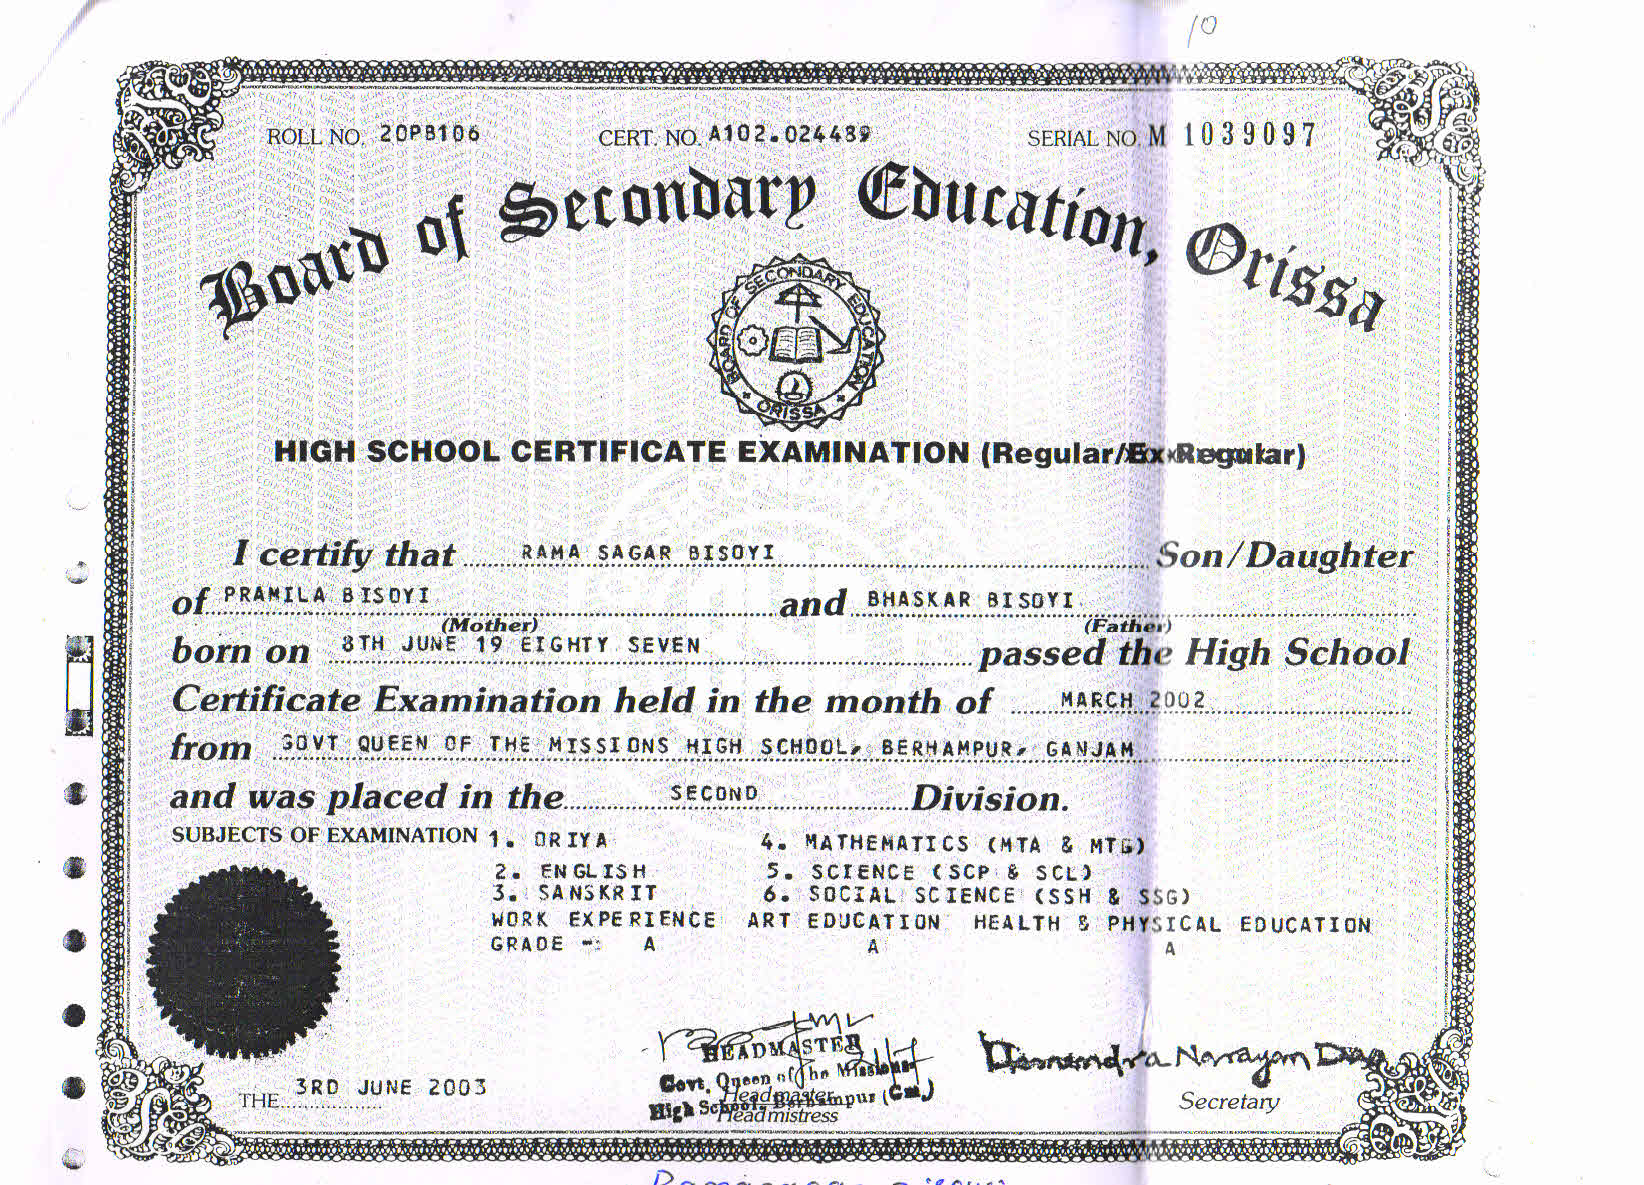 10
ROLL NO. 20PB106 CERT. NO. A102.024489 SERIAL NO. M 1039097
Board of Secondary Education, Orissa
BOARD OF SECONDARY EDUCATION
ORISSA
HIGH SCHOOL CERTIFICATE EXAMINATION (Regular/Ex-Regular)
I certify that RAMA SAGAR BISOYI Son/Daughter
of PRAMILA BISOYI and BHASKAR BISOYI
(Mother) (Father)
born on 8TH JUNE 19 EIGHTY SEVEN passed the High School
Certificate Examination held in the month of MARCH 2002
from GOVT QUEEN OF THE MISSIONS HIGH SCHOOL, BERHAMPUR, GANJAM
and was placed in the SECOND Division.
SUBJECTS OF EXAMINATION 1. ORIYA 4. MATHEMATICS (MTA & MTG)
2. ENGLISH 5. SCIENCE (SCP & SCL)
3. SANSKRIT 6. SOCIAL SCIENCE (SSH & SSG)
WORK EXPERIENCE ART EDUCATION HEALTH & PHYSICAL EDUCATION
GRADE -: A A A
HEADMASTER
Govt. Queen of the Missions
High School, Berhampur (Gm.)
Headmaster
Headmistress
THE 3RD JUNE 2003
Narayan Das
Secretary